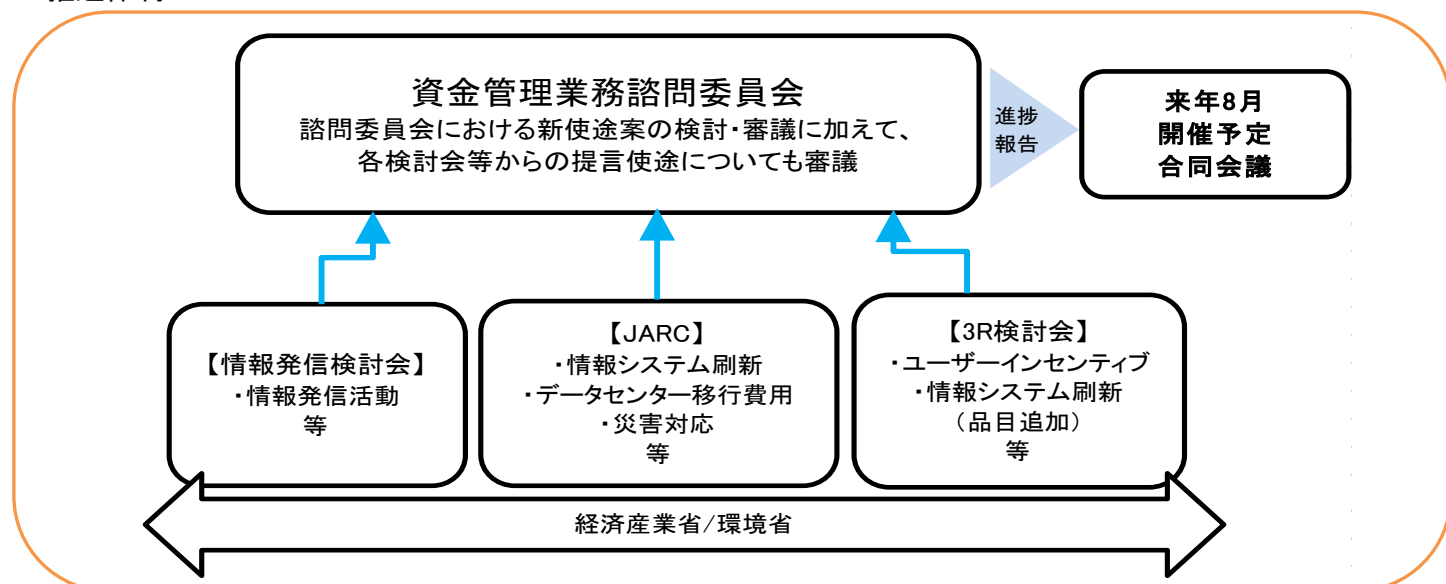 資金管理業務諮問委員会
諮問委員会における新使途案の検討・審議に加えて、
各検討会等からの提言使途についても審議
進捗
報告
来年8月
開催予定
合同会議
【情報発信検討会】
・情報発信活動
等
【JARC】
・情報システム刷新
・データセンター移行費用
・災害対応
等
【3R検討会】
・ユーザーインセンティブ
・情報システム刷新
（品目追加）
等
経済産業省/環境省